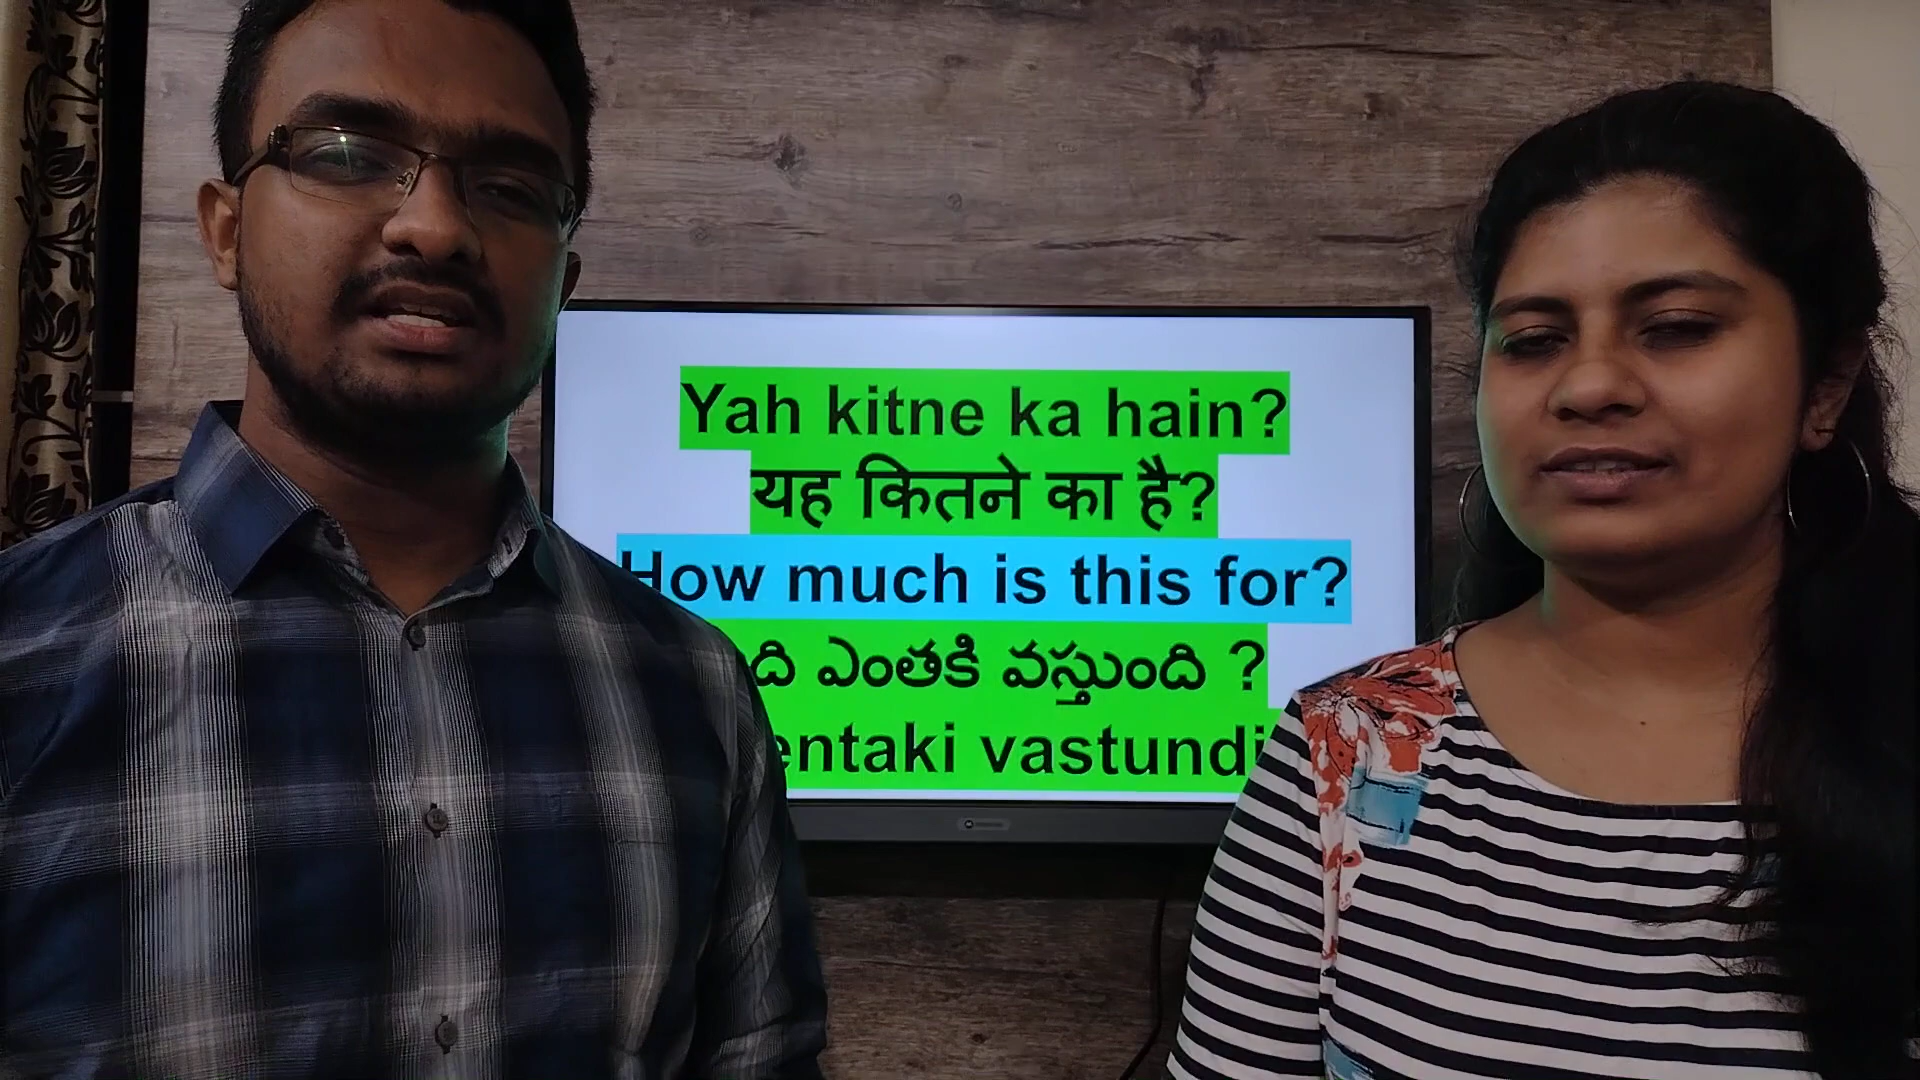 Yah kitne ka hain?
यह कितने का है?
How much is this for?
ఎంతకి వస్తుంది ?
entaki vastundi